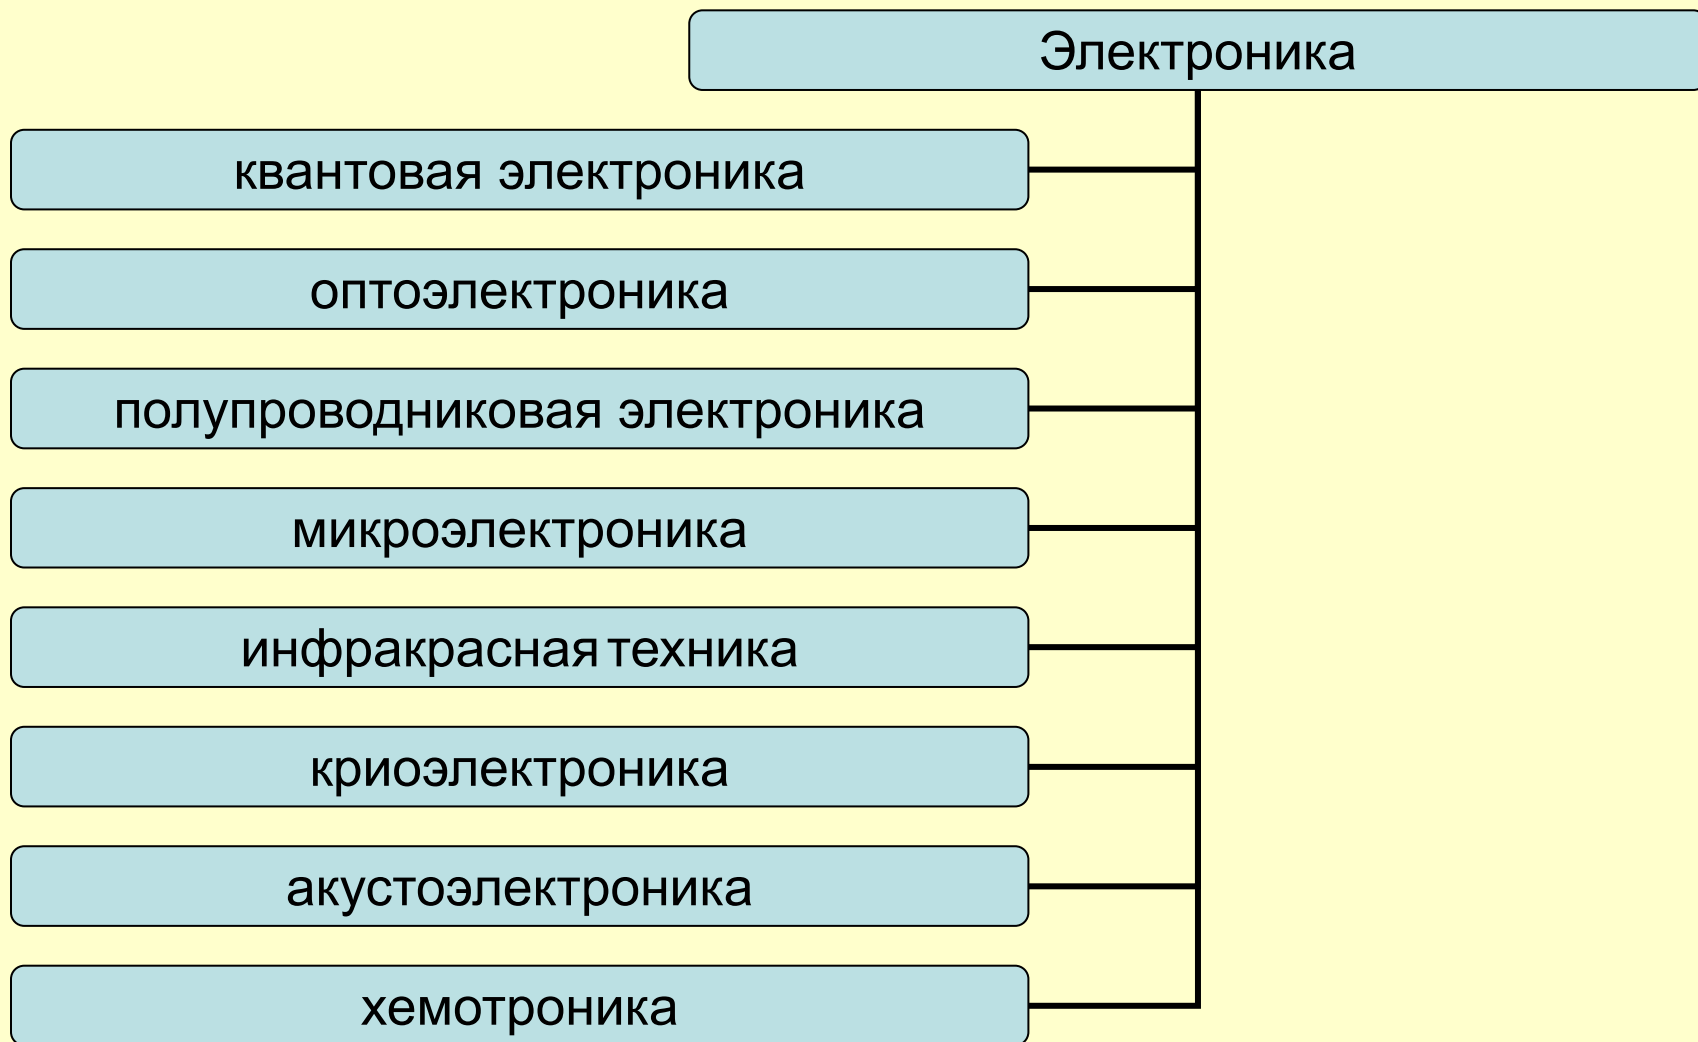 Электроника
квантовая электроника
оптоэлектроника
полупроводниковая электроника
микроэлектроника
инфракрасная техника
криоэлектроника
акустоэлектроника
хемотроника